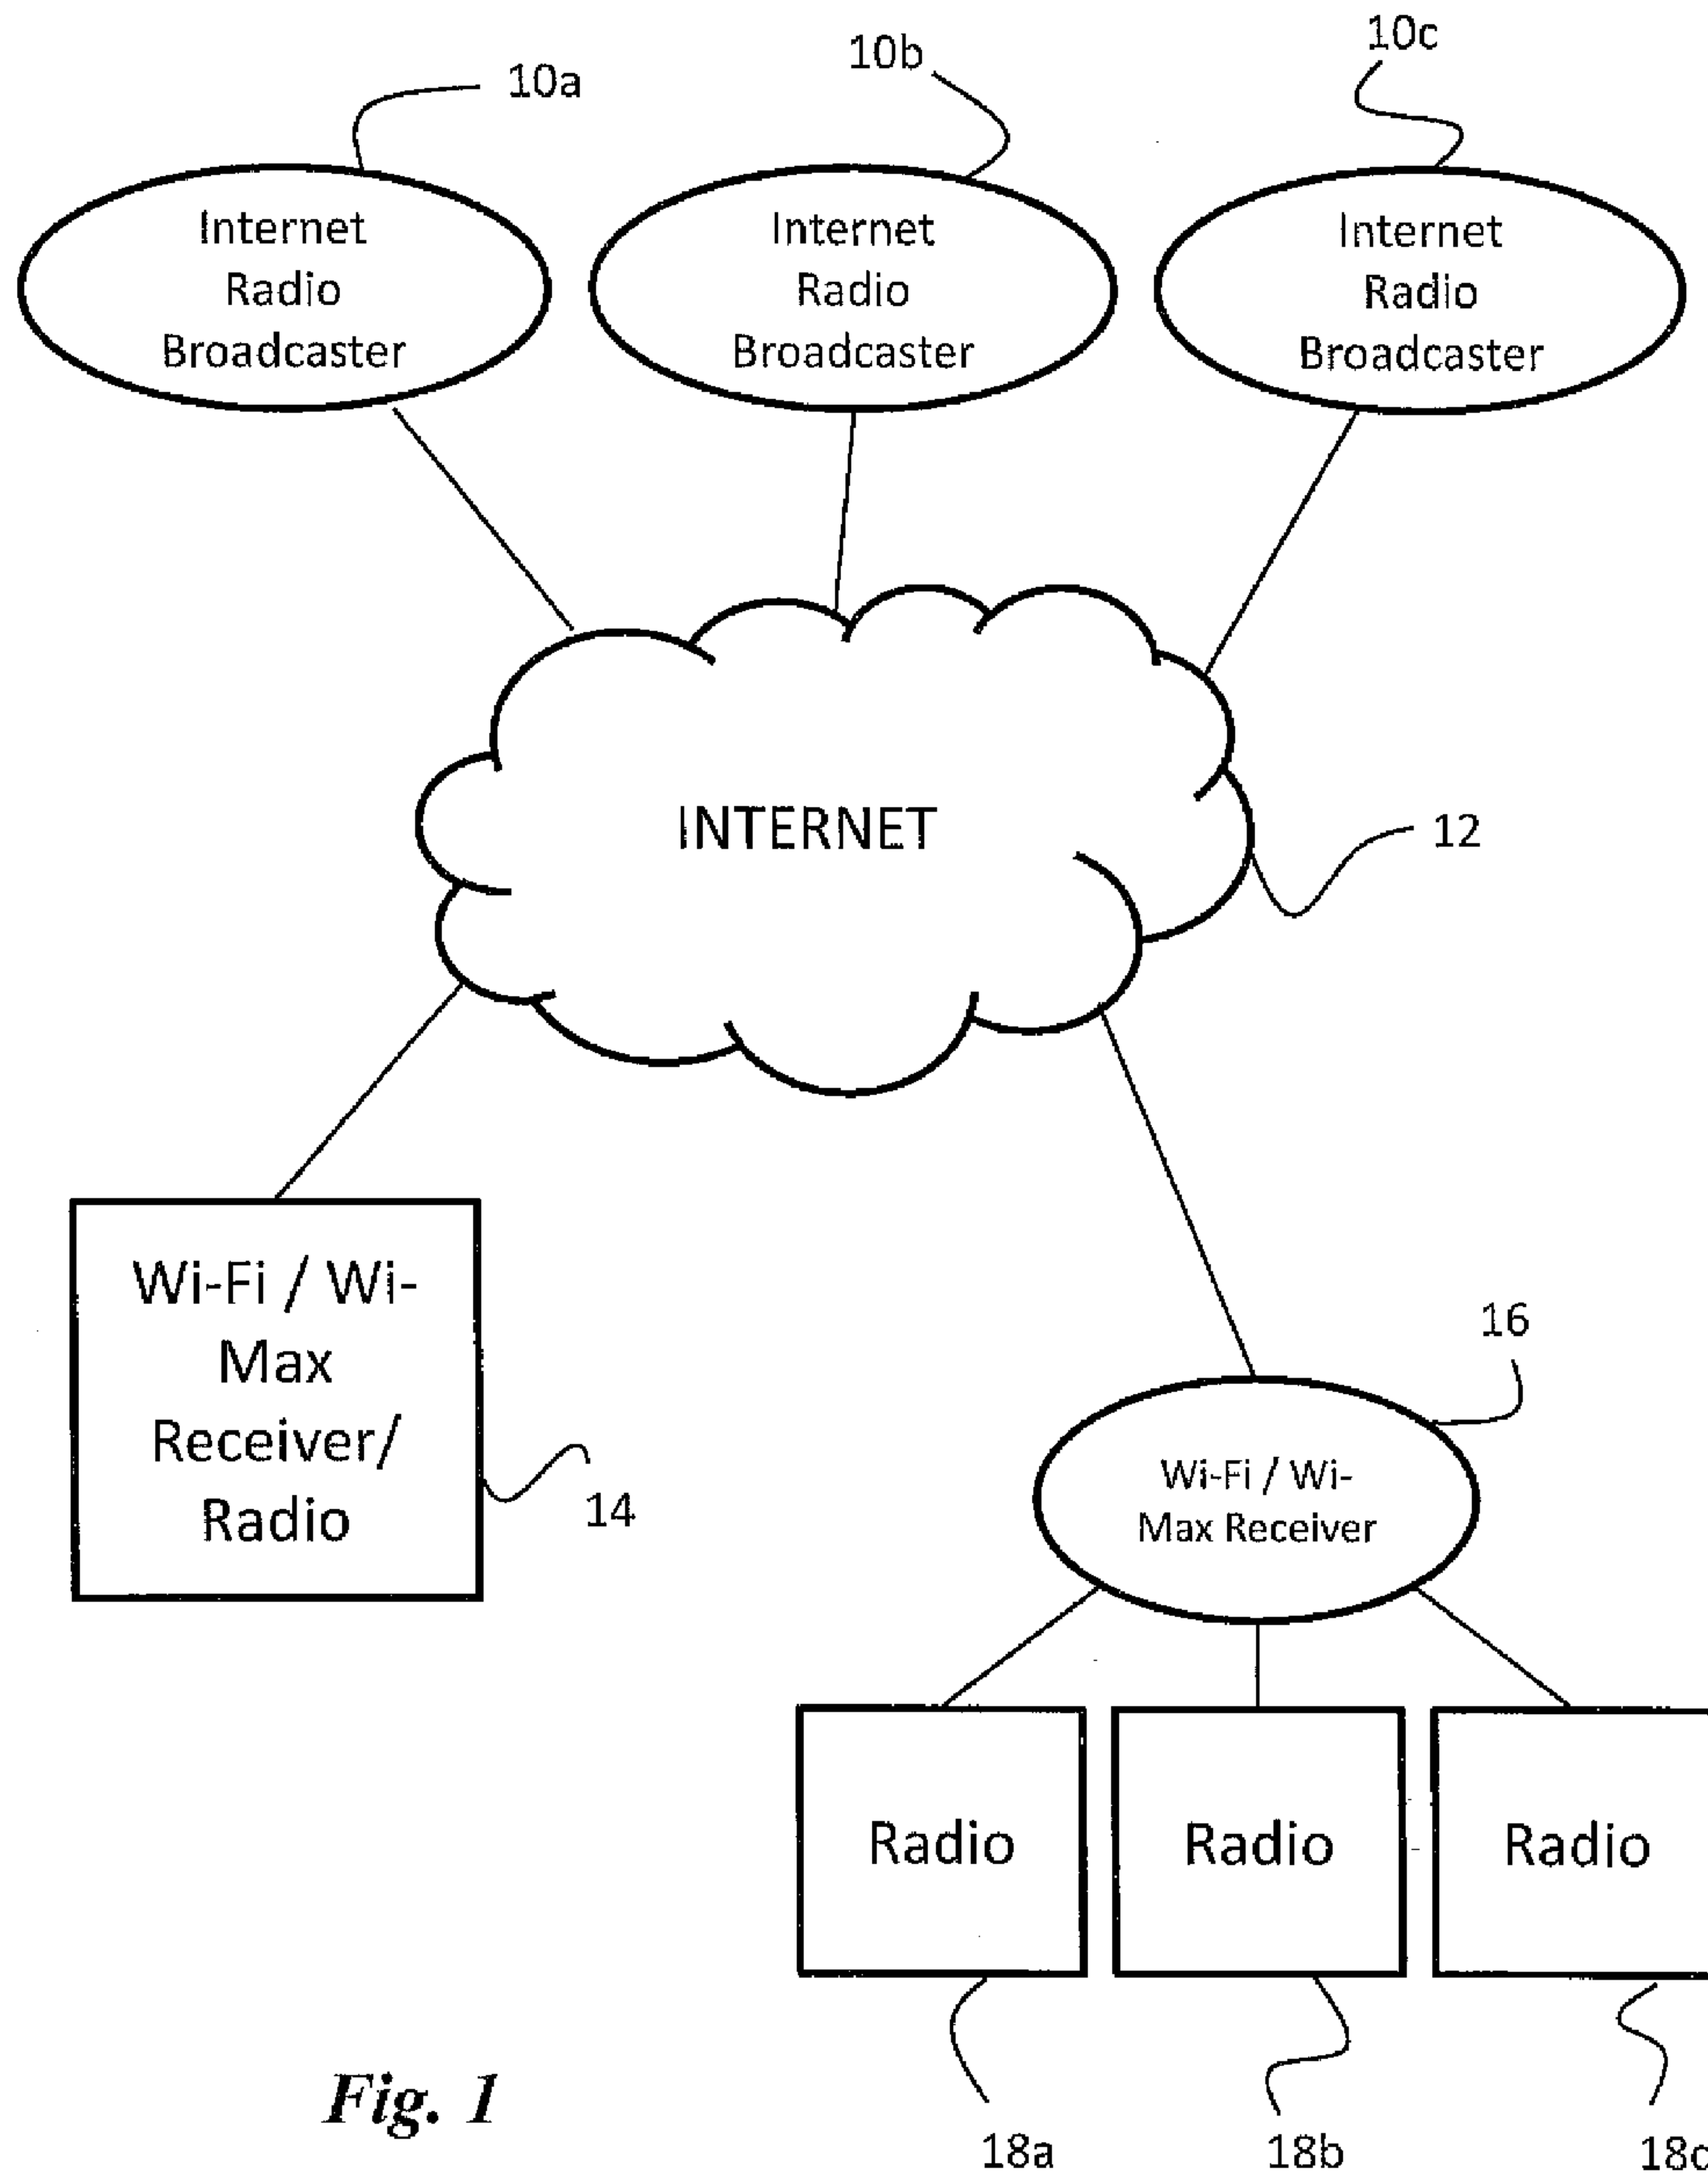 10a
10b
10c
Internet
Radio
Broadcaster
Internet
Radio
Broadcaster
Internet
Radio
Broadcaster
INTERNET
12
Wi-Fi / Wi-
Max
Receiver/
Radio
14
16
Wi-Fi / Wi-
Max Receiver
Radio
Radio
Radio
Fig. 1
18a
18b
18c